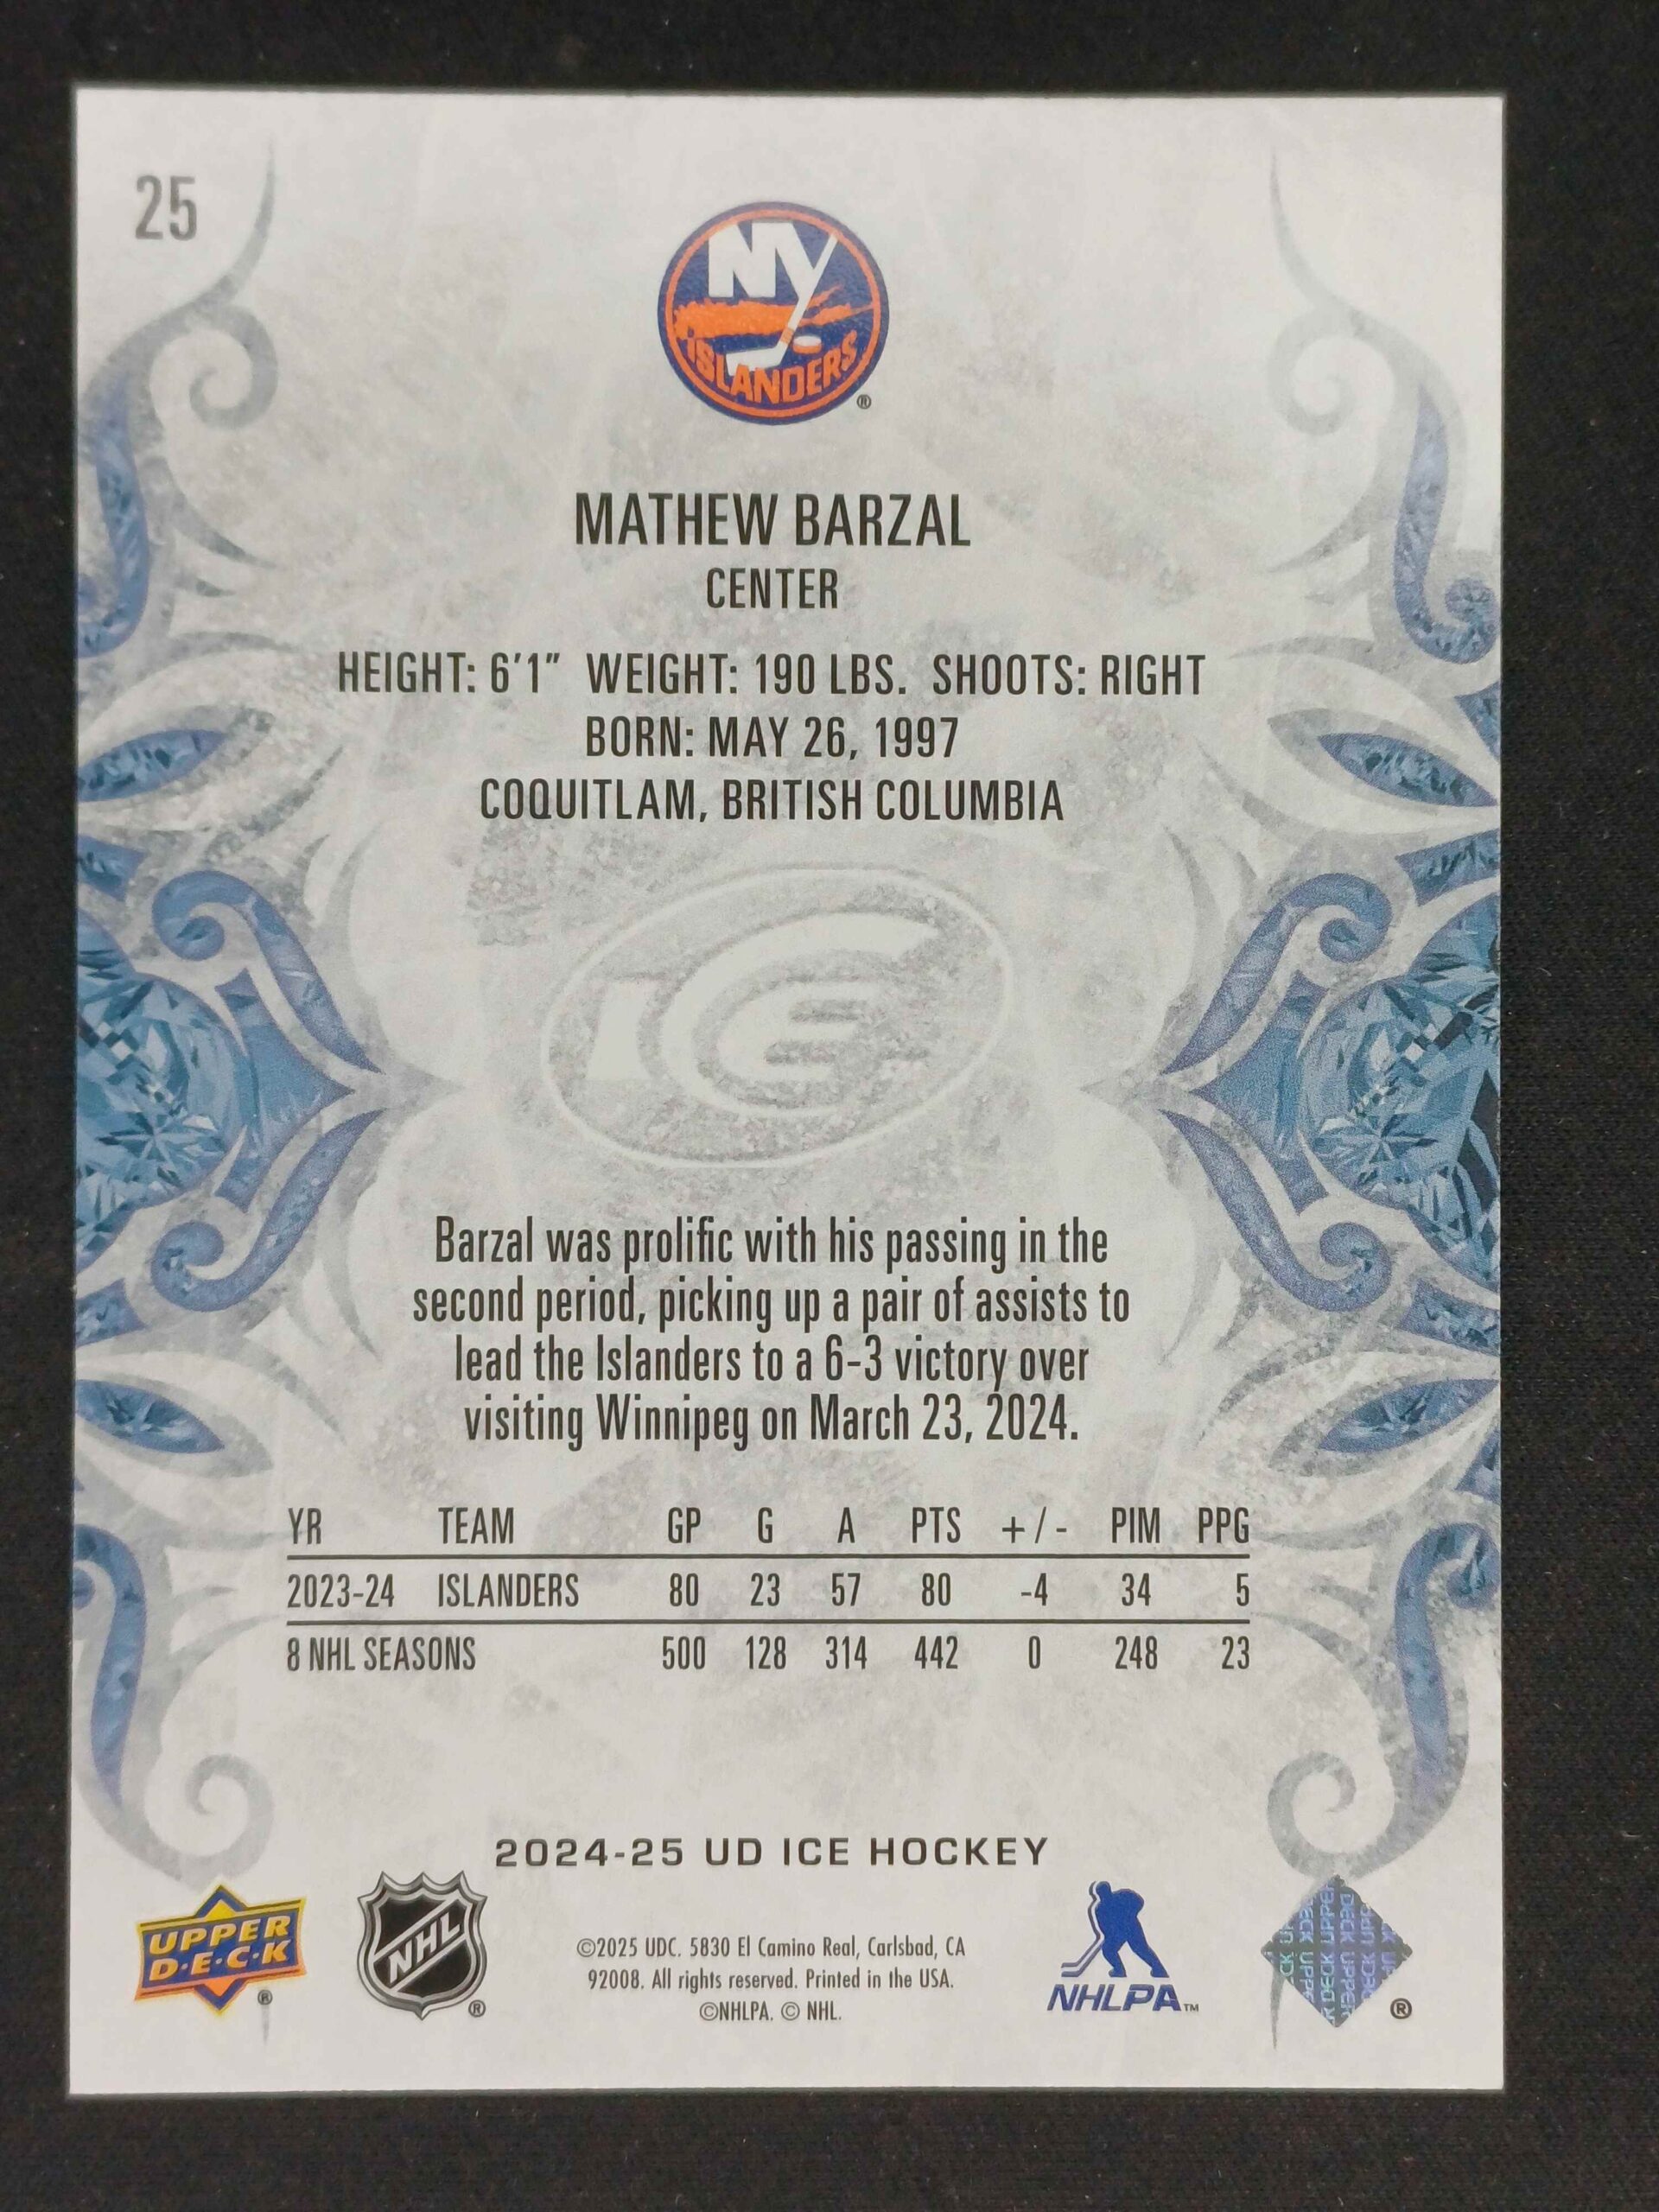 25
NY
ISLANDERS
®
MATHEW BARZAL
CENTER
HEIGHT: 6'1" WEIGHT: 190 LBS. SHOOTS: RIGHT
BORN: MAY 26, 1997
COQUITLAM, BRITISH COLUMBIA
ICE
Barzal was prolific with his passing in the
second period, picking up a pair of assists to
lead the Islanders to a 6-3 victory over
visiting Winnipeg on March 23, 2024.
YR TEAM GP G A PTS +/- PIM PPG
2023-24 ISLANDERS 80 23 57 80 -4 34 5
8 NHL SEASONS 500 128 314 442 0 248 23
2024-25 UD ICE HOCKEY
UPPER
D·E·C·K
®
NHL
®
©2025 UDC. 5830 El Camino Real, Carlsbad, CA
92008. All rights reserved. Printed in the USA.
©NHLPA. © NHL.
NHLPA™
UPPER DECK
®